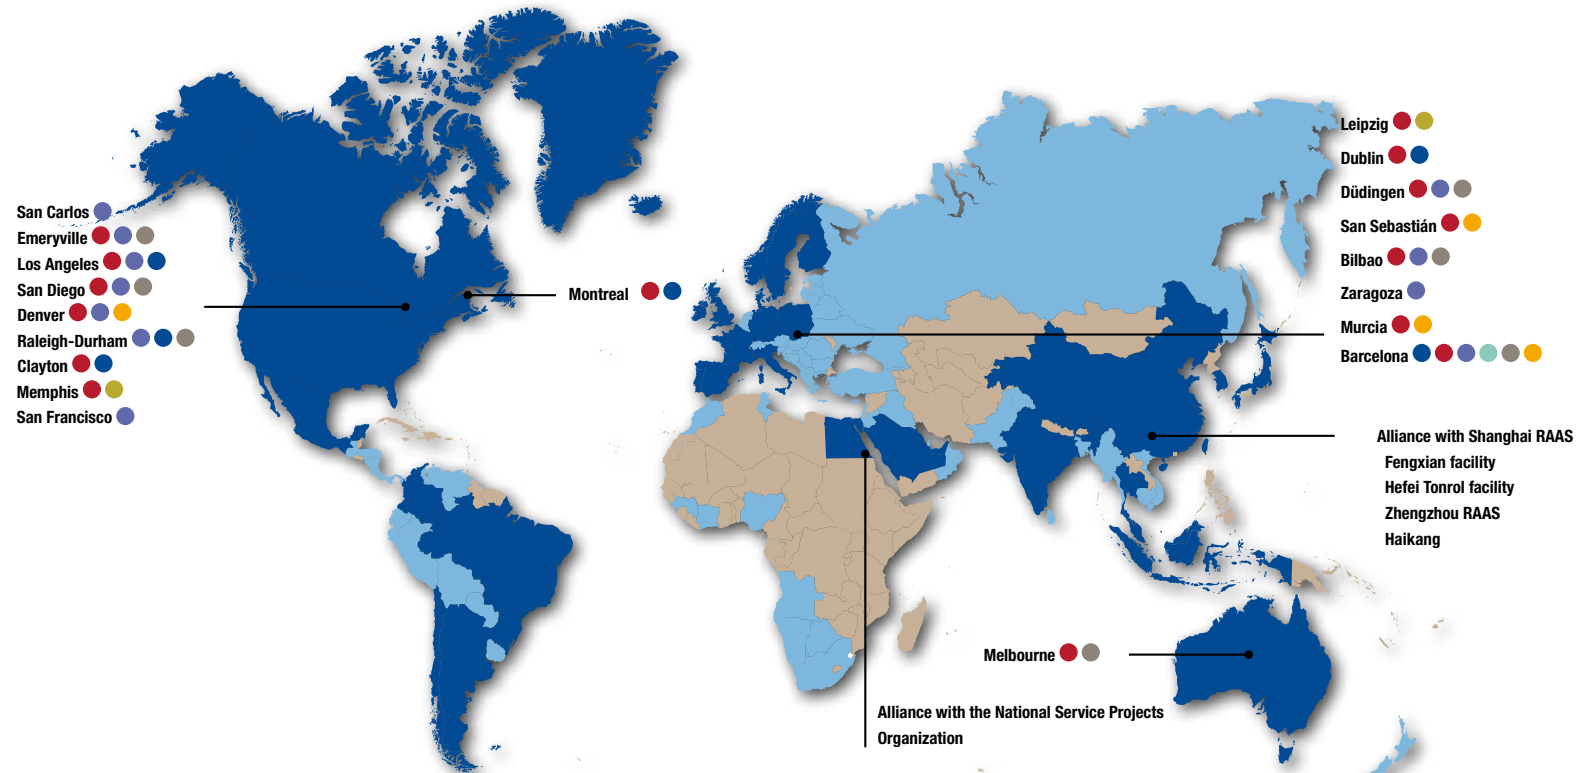 San Carlos
Emeryville
Los Angeles
San Diego
Denver
Raleigh-Durham
Clayton
Memphis
San Francisco
Montreal
Leipzig
Dublin
Düdingen
San Sebastián
Bilbao
Zaragoza
Murcia
Barcelona
Alliance with Shanghai RAAS
Fengxian facility
Hefei Tonrol facility
Zhengzhou RAAS
Haikang
Melbourne
Alliance with the National Service Projects
Organization